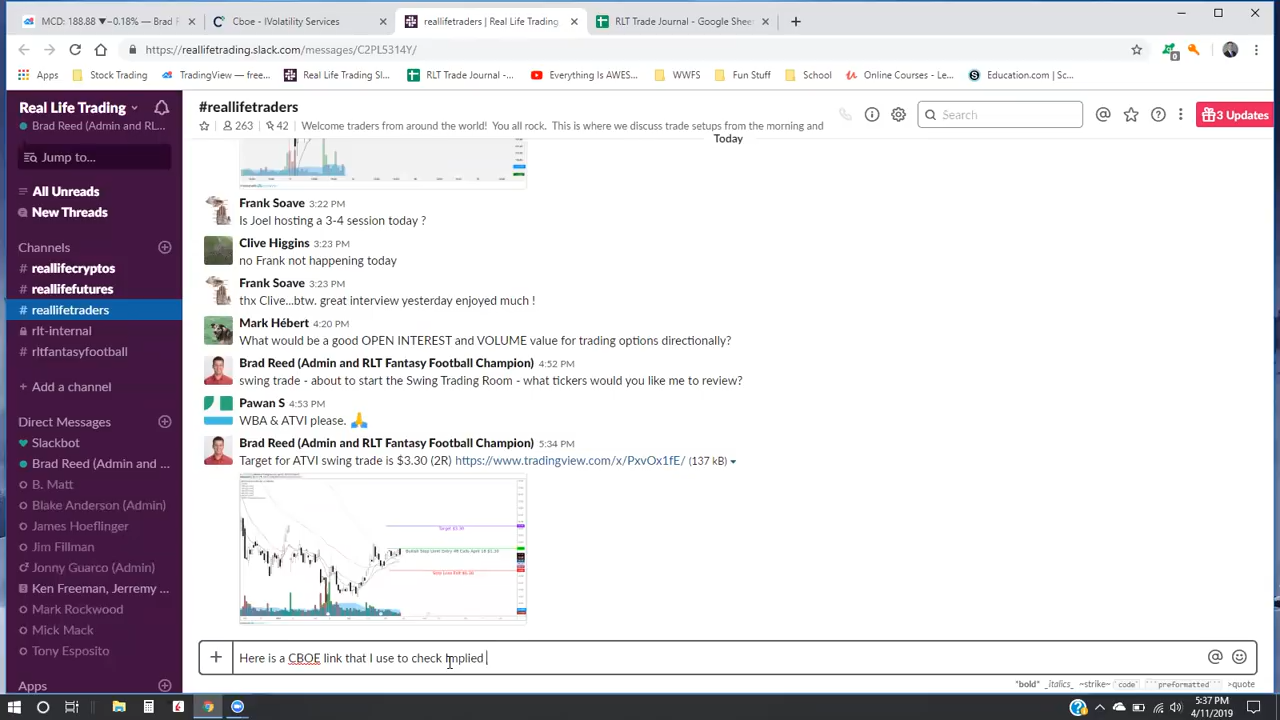 MCD: 188.88 ▼−0.18% — Brad F
Cboe - IVolatility Services
reallifetraders | Real Life Trading
RLT Trade Journal - Google Sheet
https://reallifetrading.slack.com/messages/C2PL5314Y/
Apps
Stock Trading
TradingView — free...
Real Life Trading Sl...
RLT Trade Journal -...
Everything Is AWES...
WWFS
Fun Stuff
School
Online Courses - Le...
Education.com | Sc...
Real Life Trading
Brad Reed (Admin and RL...
Jump to...
All Unreads
New Threads
Channels
# reallifecryptos
# reallifefutures
# reallifetraders
rlt-internal
# rltfantasyfootball
+ Add a channel
Direct Messages
Slackbot
Brad Reed (Admin and ...
B. Matt
Blake Anderson (Admin)
James Hoeflinger
Jim Fillman
Jonny Guarco (Admin)
Ken Freeman, Jerremy ...
Mark Rockwood
Mick Mack
Tony Esposito
Apps
#reallifetraders
263
42
Welcome traders from around the world! You all rock. This is where we discuss trade setups from the morning and
Search
3 Updates
Today
Frank Soave 3:22 PM
Is Joel hosting a 3-4 session today ?
Clive Higgins 3:23 PM
no Frank not happening today
Frank Soave 3:23 PM
thx Clive...btw. great interview yesterday enjoyed much !
Mark Hébert 4:20 PM
What would be a good OPEN INTEREST and VOLUME value for trading options directionally?
Brad Reed (Admin and RLT Fantasy Football Champion) 4:52 PM
swing trade - about to start the Swing Trading Room - what tickers would you like me to review?
Pawan S 4:53 PM
WBA & ATVI please.
Brad Reed (Admin and RLT Fantasy Football Champion) 5:34 PM
Target for ATVI swing trade is $3.30 (2R) https://www.tradingview.com/x/PxvOx1fE/ (137 kB)
Here is a CBOE link that I use to check Implied
*bold* _italics_ ~strike~ `code` ```preformatted``` >quote
5:37 PM
4/11/2019